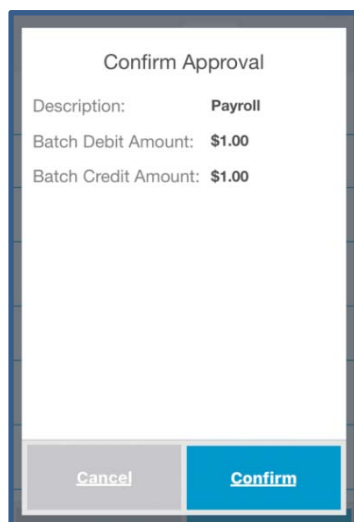 Confirm Approval
Description: Payroll
Batch Debit Amount: $1.00
Batch Credit Amount: $1.00
Cancel Confirm